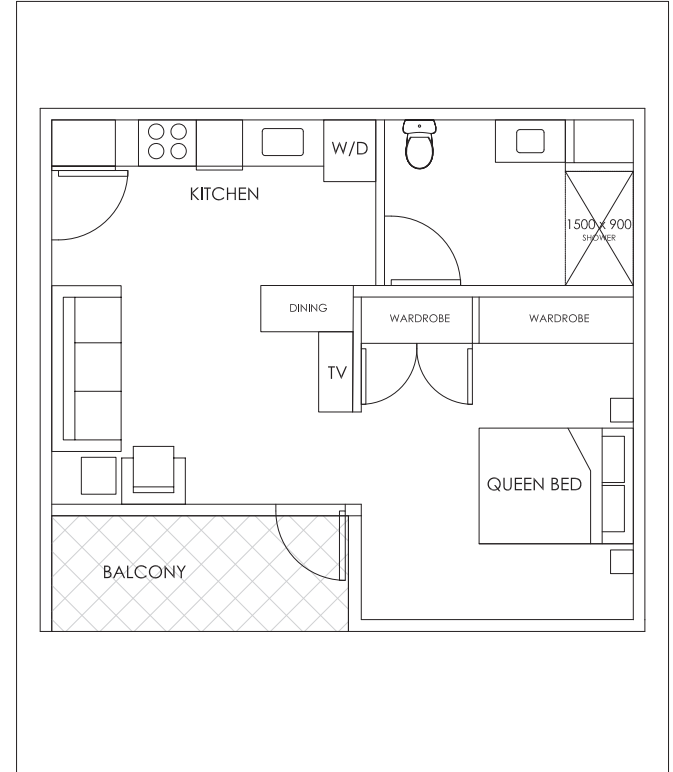 W/D
KITCHEN
1500 x 900
SHOWER
DINING
WARDROBE
WARDROBE
TV
QUEEN BED
BALCONY